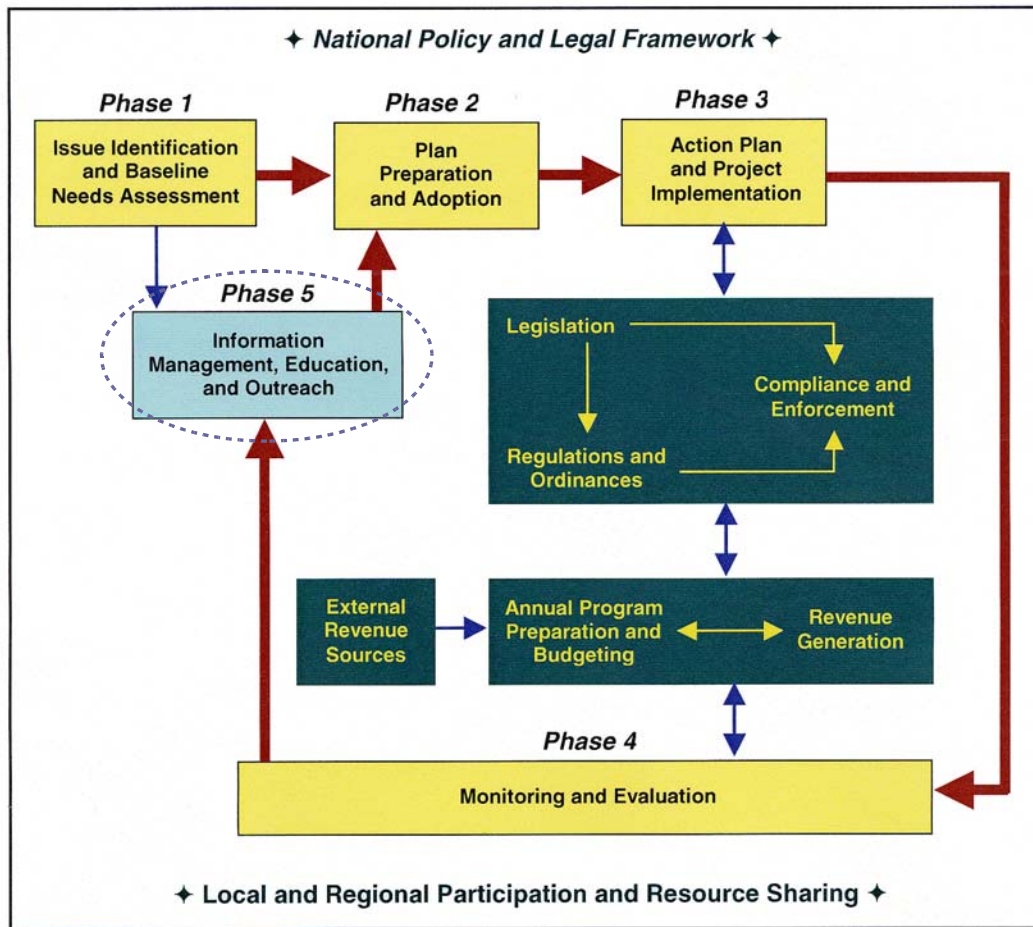 ✦ National Policy and Legal Framework ✦
Phase 1
Issue Identification
and Baseline
Needs Assessment
Phase 2
Plan
Preparation
and Adoption
Phase 3
Action Plan
and Project
Implementation
Phase 5
Information
Management, Education,
and Outreach
Legislation
Compliance and
Enforcement
Regulations and
Ordinances
External
Revenue
Sources
Annual Program
Preparation and
Budgeting
Revenue
Generation
Phase 4
Monitoring and Evaluation
✦ Local and Regional Participation and Resource Sharing ✦